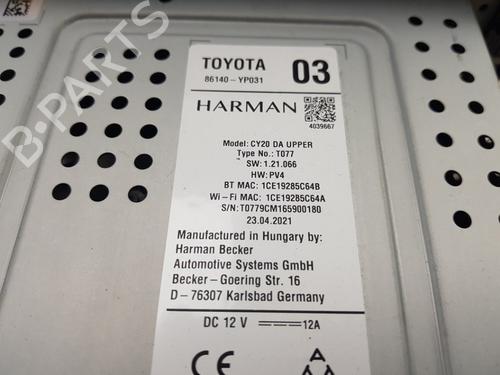 TOYOTA 03
86140-YP031
HARMAN
4039667
Model: CY20 DA UPPER
Type No.: T077
SW: 1.21.066
HW: PV4
BT MAC: 1CE19285C64B
Wi-Fi MAC: 1CE19285C64A
S/N: T0779CM165900180
23.04.2021
Manufactured in Hungary by:
Harman Becker
Automotive Systems GmbH
Becker-Goering Str. 16
D-76307 Karlsbad Germany
DC 12 V 12A
CE
B-PARTS